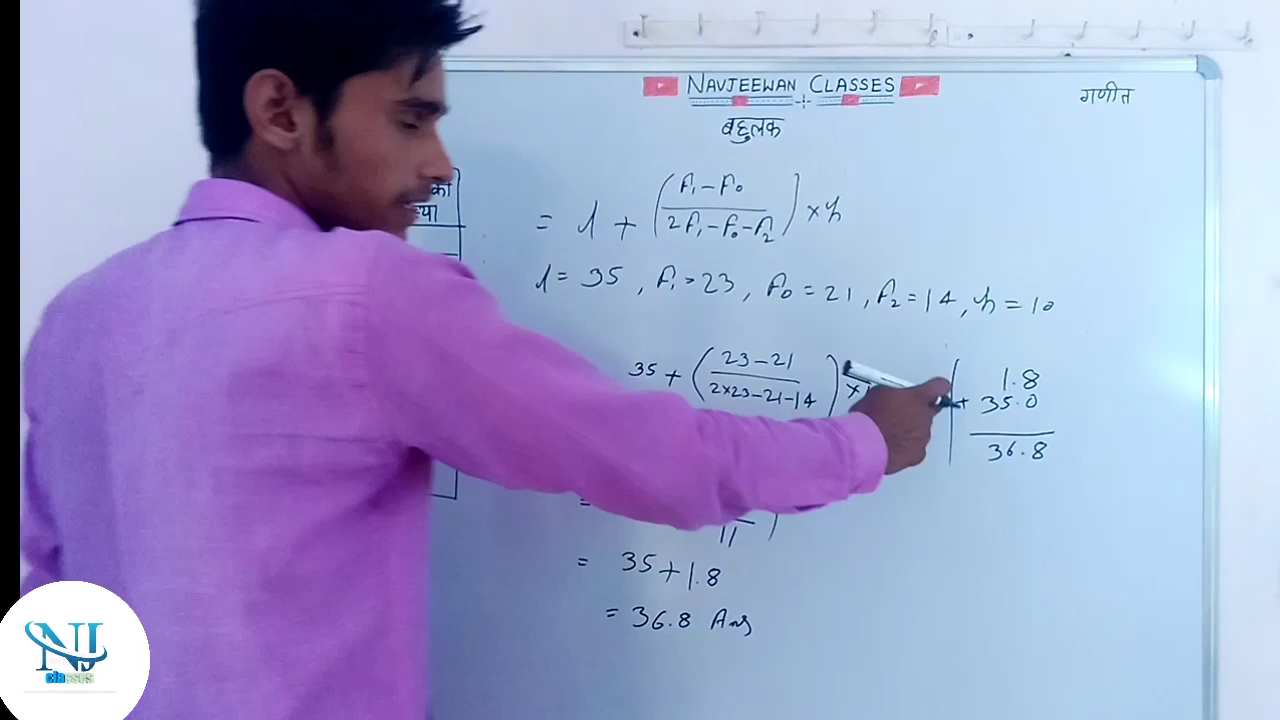 NAVJEEWAN CLASSES
गणीत
बहुलक
= l + (f₁ - f₀ / 2f₁ - f₀ - f₂) × h
l = 35, f₁ = 23, f₀ = 21, f₂ = 14, h = 10
35 + (23 - 21 / 2×23 - 21 - 14) ×
1.8
+ 35.0
36.8
=
11
= 35 + 1.8
= 36.8 Ans
NJ
classes